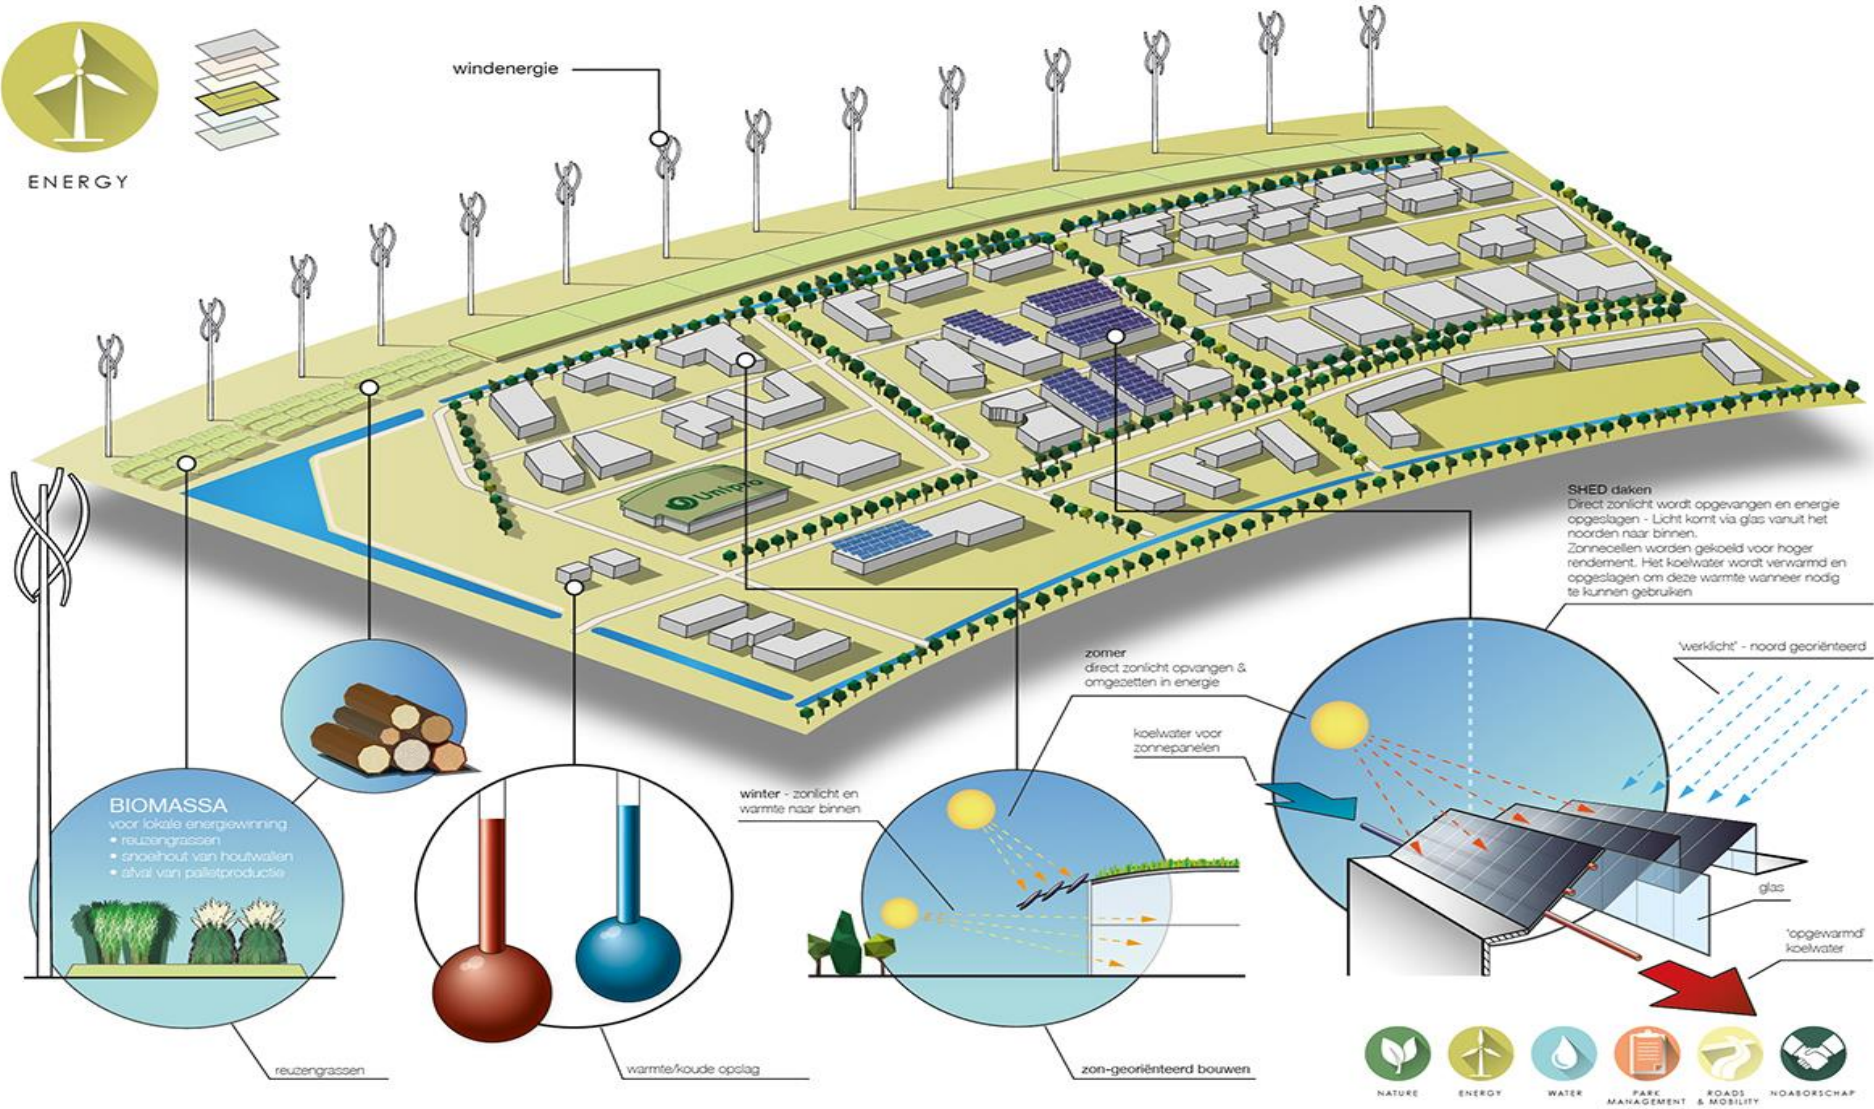 ENERGY
windenergie
Unipro
SHED daken
Direct zonlicht wordt opgevangen en energie
opgeslagen - Licht komt via glas vanuit het
noorden naar binnen.
Zonnecellen worden gekoeld voor hoger
rendement. Het koelwater wordt verwarmd en
opgeslagen om deze warmte wanneer nodig
te kunnen gebruiken
'werklicht' - noord georiënteerd
zomer
direct zonlicht opvangen &
omgezetten in energie
koelwater voor
zonnepanelen
winter - zonlicht en
warmte naar binnen
BIOMASSA
voor lokale energiewinning
• reuzengrassen
• snoeihout van houtwallen
• afval van palletproductie
glas
'opgewarmd'
koelwater
reuzengrassen
warmte/koude opslag
zon-georiënteerd bouwen
NATURE
ENERGY
WATER
PARK
MANAGEMENT
ROADS
& MOBILITY
NOABORSCHAP